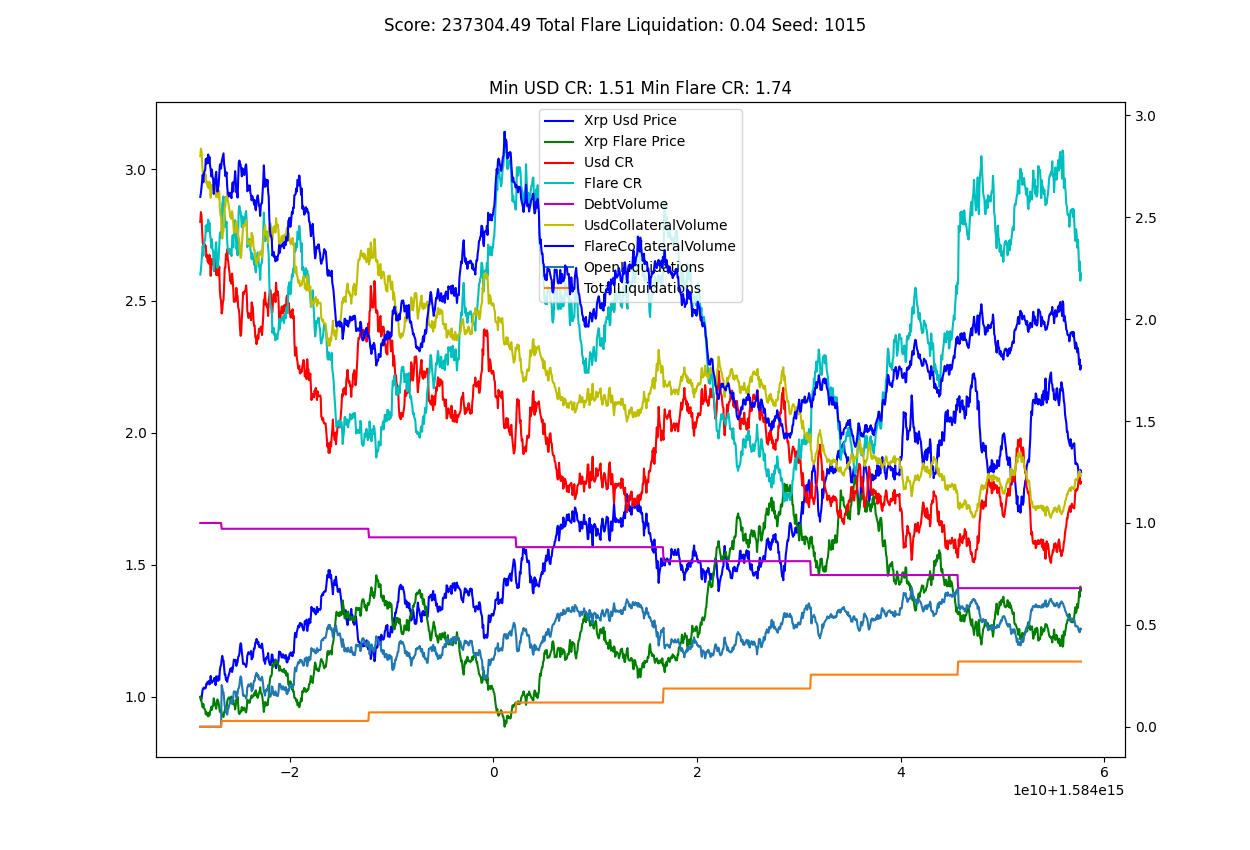 Score: 237304.49 Total Flare Liquidation: 0.04 Seed: 1015
Min USD CR: 1.51 Min Flare CR: 1.74
Xrp Usd Price
Xrp Flare Price
Usd CR
Flare CR
DebtVolume
UsdCollateralVolume
FlareCollateralVolume
OpenLiquidations
TotalLiquidations
3.0
2.5
2.0
1.5
1.0
3.0
2.5
2.0
1.5
1.0
0.5
0.0
−2 0 2 4 6
1e10+1.584e15